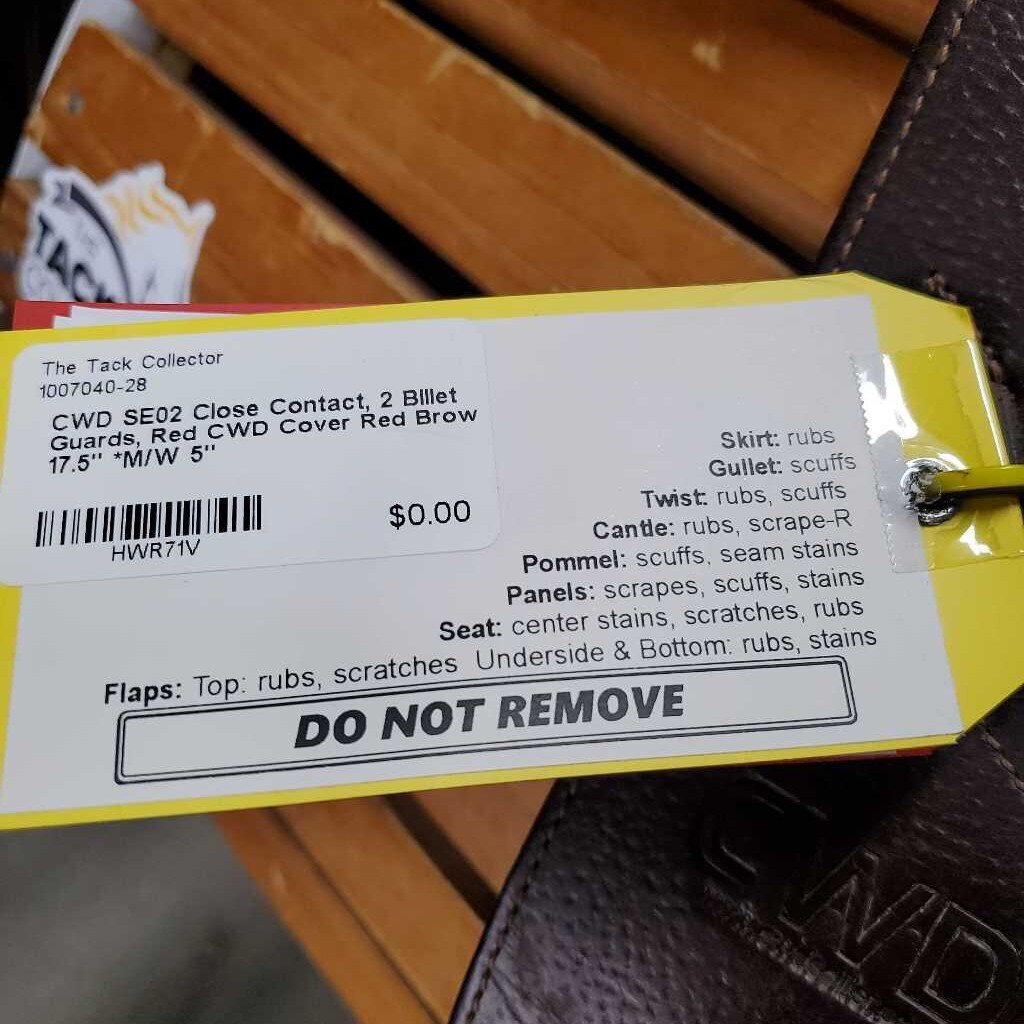 TACK
The Tack Collector
1007040-28
CWD SE02 Close Contact, 2 Billet
Guards, Red CWD Cover Red Brow
17.5" *M/W 5"
$0.00
HWR71V
Skirt: rubs
Gullet: scuffs
Twist: rubs, scuffs
Cantle: rubs, scrape-R
Pommel: scuffs, seam stains
Panels: scrapes, scuffs, stains
Seat: center stains, scratches, rubs
Flaps: Top: rubs, scratches Underside & Bottom: rubs, stains
DO NOT REMOVE
CWD